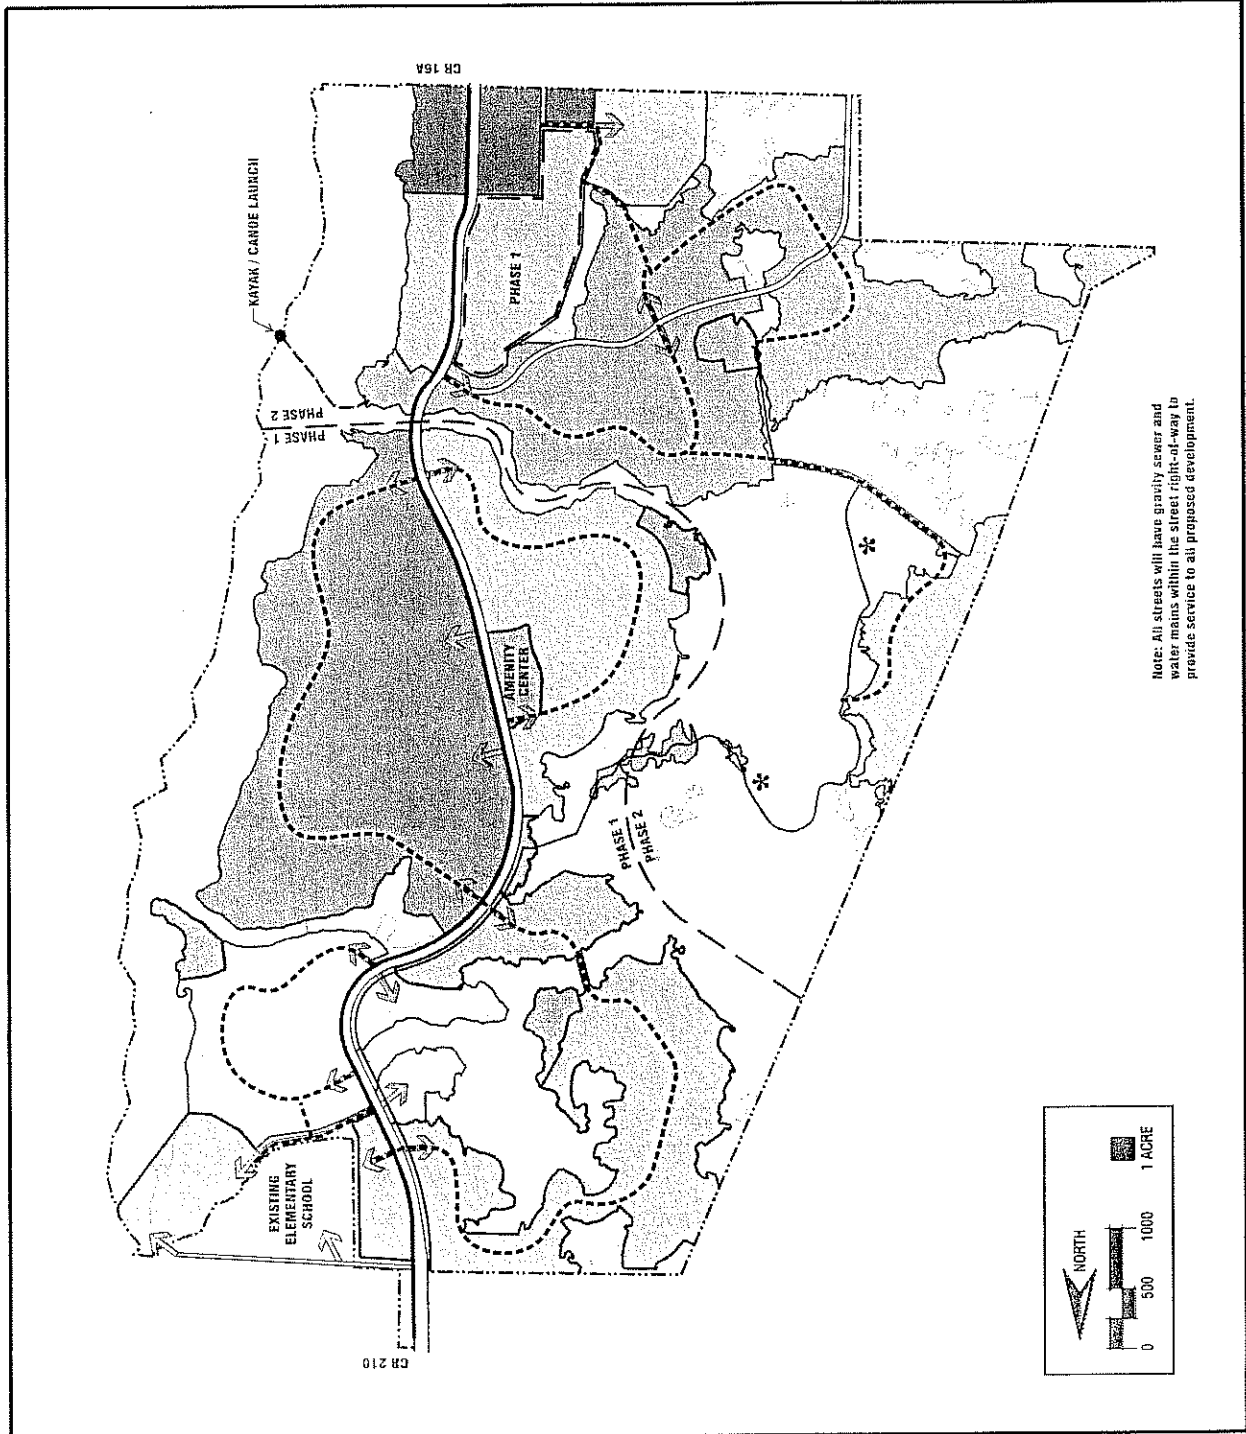 CR 16A
KAYAK / CANOE LAUNCH
PHASE 2
PHASE 1
PHASE 1
AMENITY
CENTER
PHASE 1
PHASE 2
EXISTING
ELEMENTARY
SCHOOL
CR 210
Note: All streets will have gravity sewer and
water mains within the street right-of-way to
provide service to all proposed development.
NORTH
0 500 1000
1 ACRE